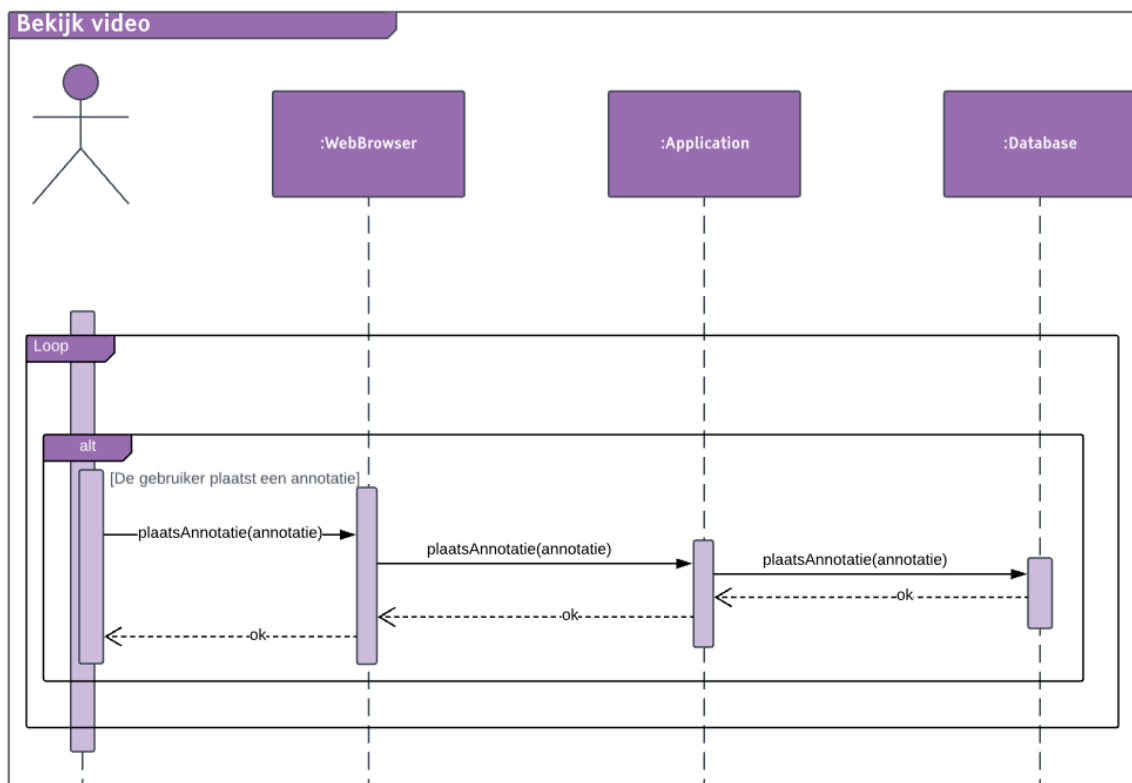 Bekijk video
:WebBrowser
:Application
:Database
Loop
alt
[De gebruiker plaatst een annotatie]
plaatsAnnotatie(annotatie)
plaatsAnnotatie(annotatie)
plaatsAnnotatie(annotatie)
ok
ok
ok